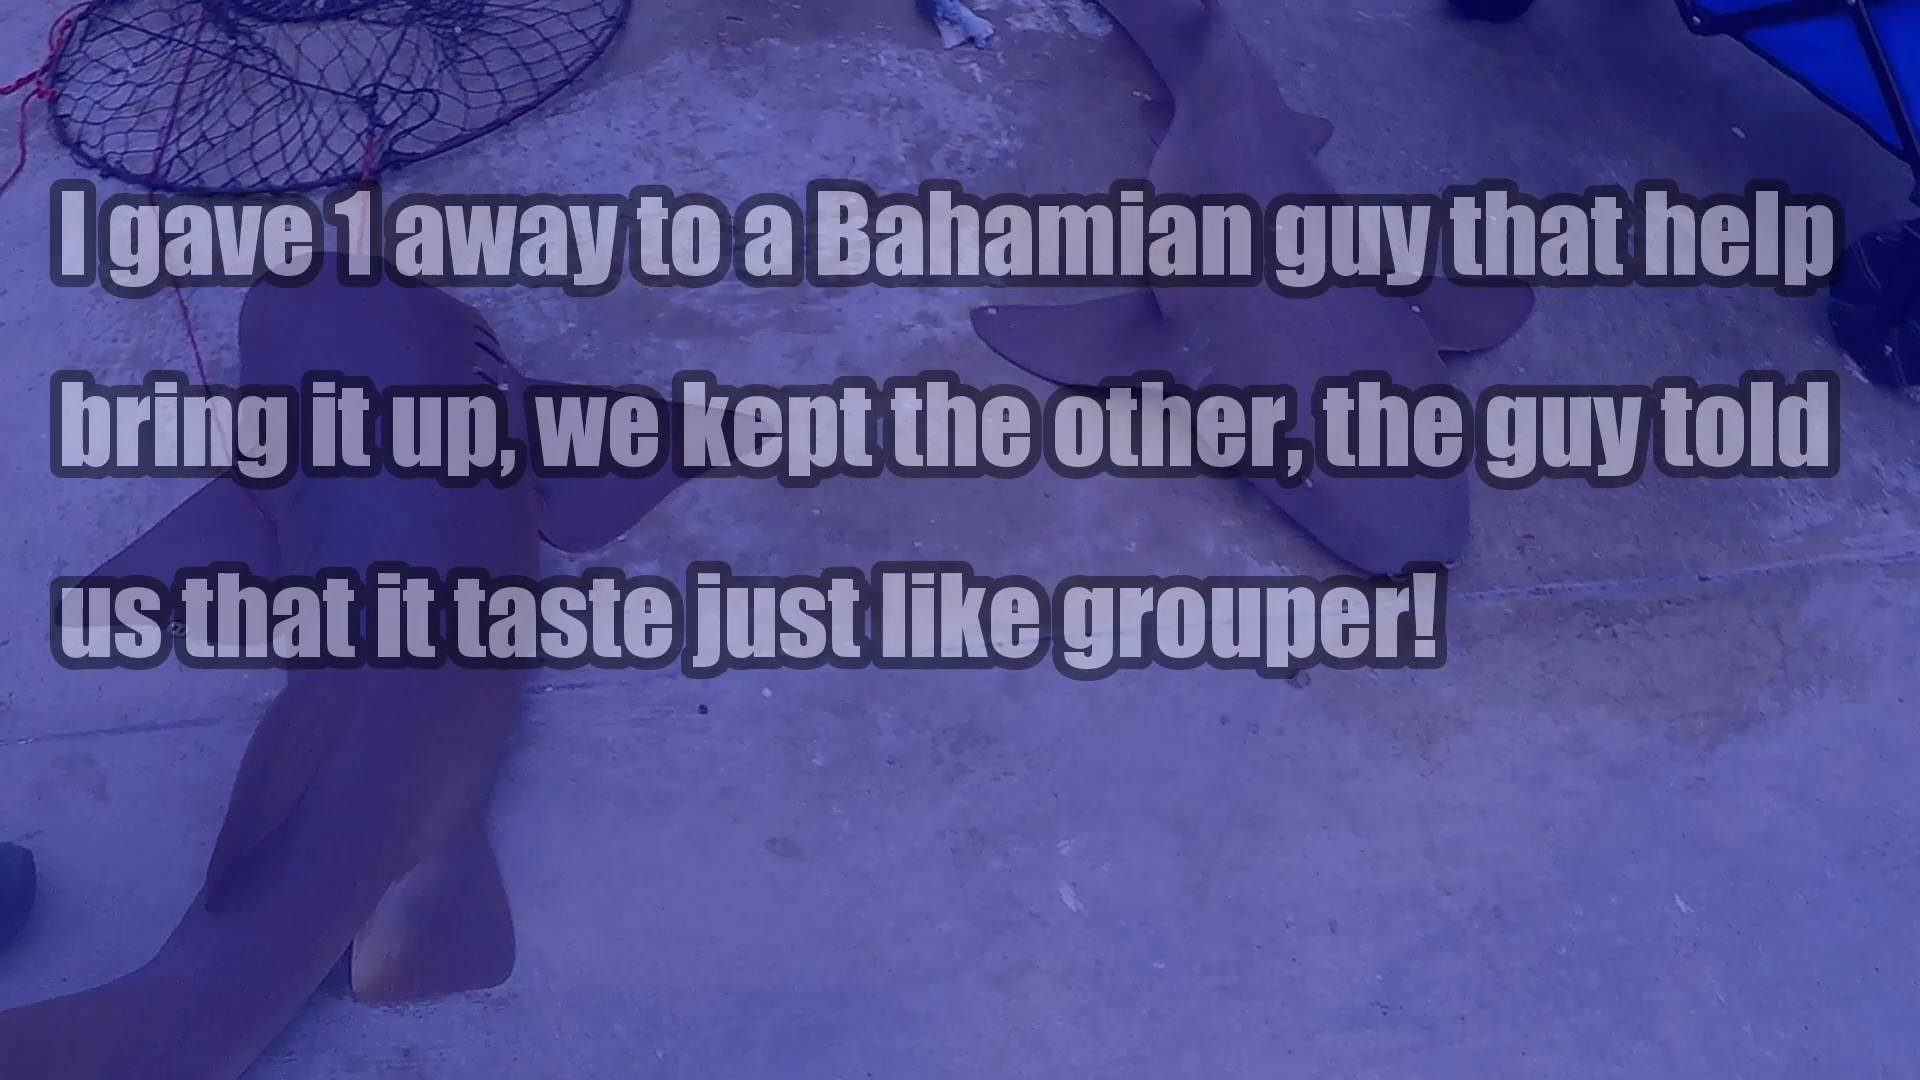 I gave 1 away to a Bahamian guy that help
bring it up, we kept the other, the guy told
us that it taste just like grouper!